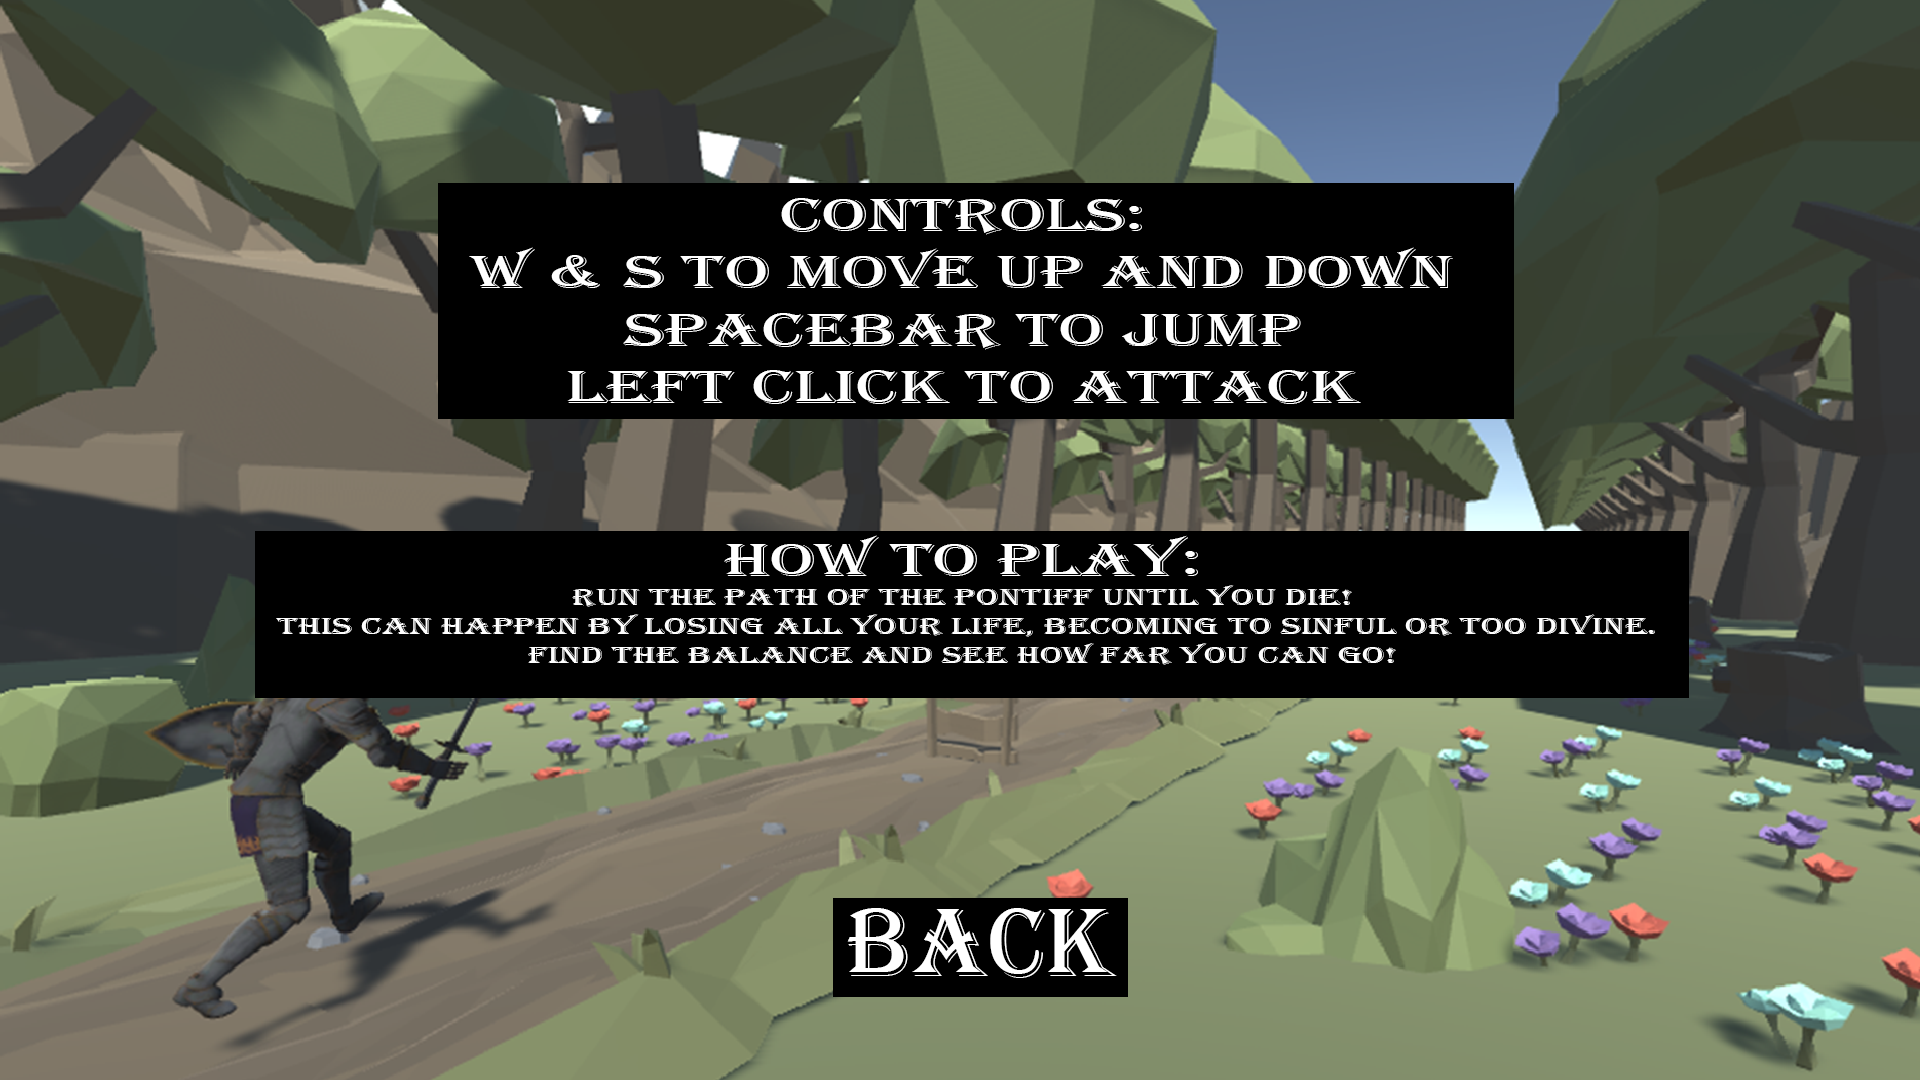 CONTROLS:
W & S TO MOVE UP AND DOWN
SPACEBAR TO JUMP
LEFT CLICK TO ATTACK
HOW TO PLAY:
RUN THE PATH OF THE PONTIFF UNTIL YOU DIE!
THIS CAN HAPPEN BY LOSING ALL YOUR LIFE, BECOMING TO SINFUL OR TOO DIVINE.
FIND THE BALANCE AND SEE HOW FAR YOU CAN GO!
BACK